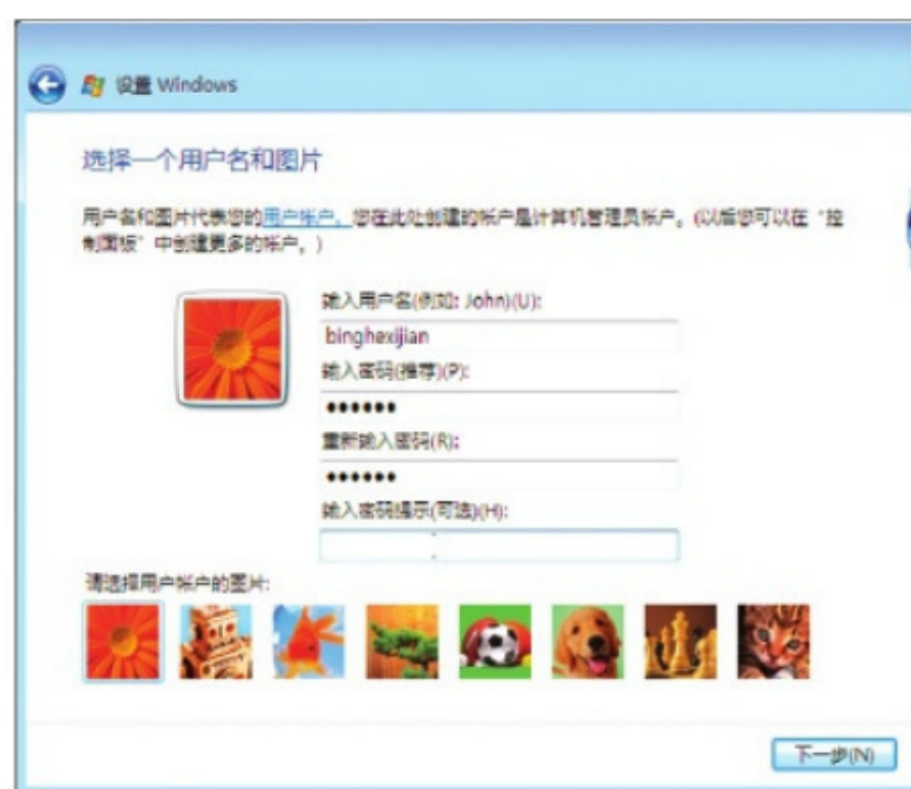 设置 Windows
选择一个用户名和图片
用户名和图片代表您的用户帐户。您在此处创建的帐户是计算机管理员帐户。(以后您可以在“控
制面板”中创建更多的帐户。)
输入用户名(例如: John)(U):
binghexijian
输入密码(推荐)(P):
●●●●●●
重新输入密码(R):
●●●●●●
输入密码提示(可选)(H):
请选择用户帐户的图片:
下一步(N)